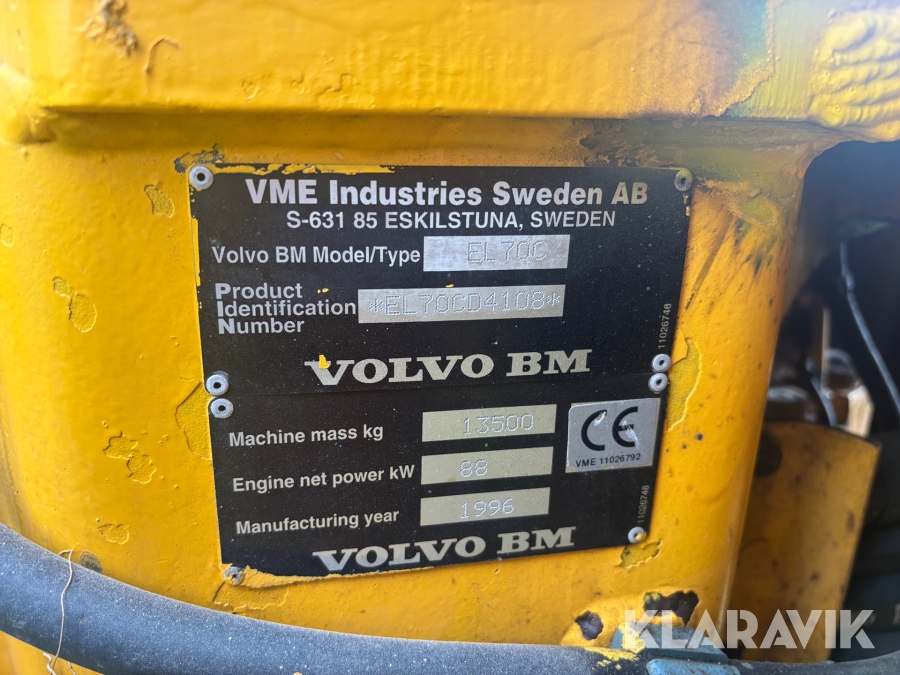 VME Industries Sweden AB
S-631 85 ESKILSTUNA, SWEDEN
Volvo BM Model/Type EL70C
Product
Identification *EL70CD4108*
Number
11026746
VOLVO BM
Machine mass kg 13500
CE
VME 11026792
Engine net power kW 88
Manufacturing year 1996
11026748
VOLVO BM
KLARAVIK